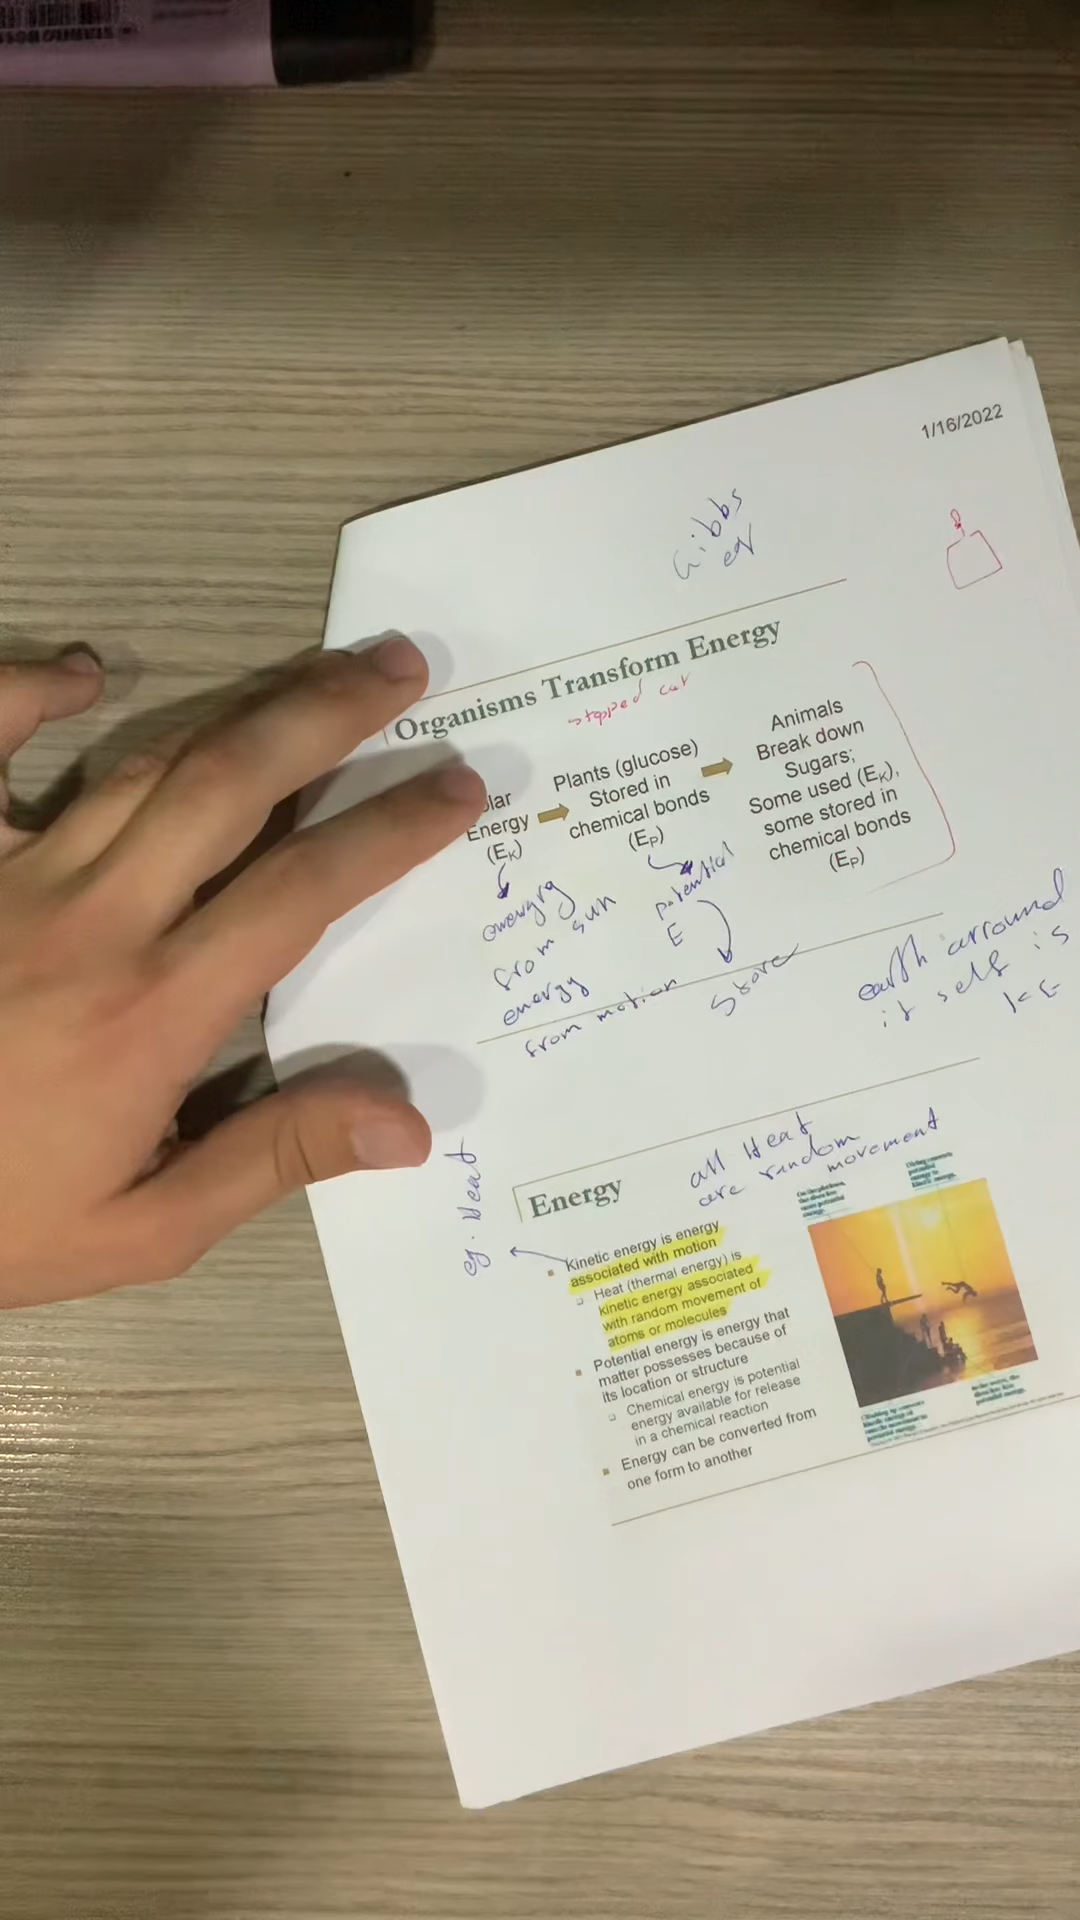 1/16/2022
Gibbs
eq
Organisms Transform Energy
stopped car
olar
Energy
(EK)
Plants (glucose)
Stored in
chemical bonds
(EP)
Animals
Break down
Sugars;
Some used (EK),
some stored in
chemical bonds
(EP)
from sun
energy
from motion
potential
E
Store
earth arround
it self is
KE
all Heat
are random
movement
eg. Heat
Energy
Kinetic energy is energy
associated with motion
Heat (thermal energy) is
kinetic energy associated
with random movement of
atoms or molecules
Potential energy is energy that
matter possesses because of
its location or structure
Chemical energy is potential
energy available for release
in a chemical reaction
Energy can be converted from
one form to another